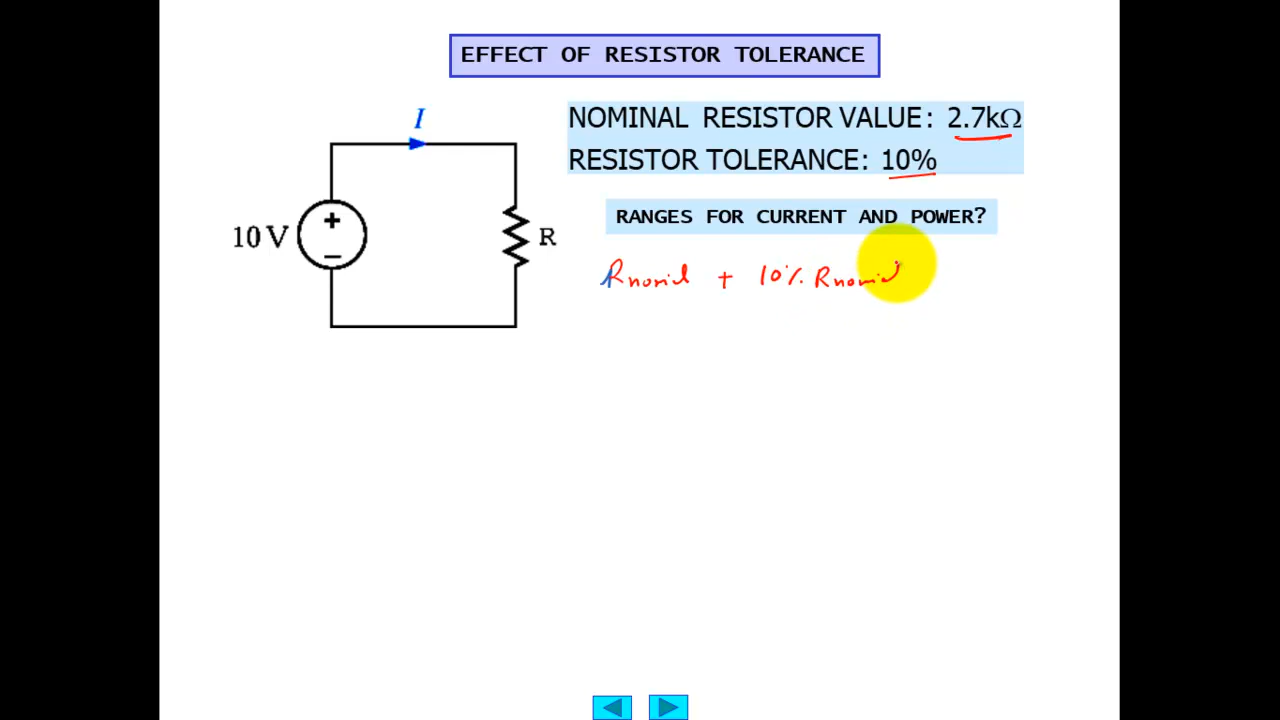 EFFECT OF RESISTOR TOLERANCE
I
NOMINAL RESISTOR VALUE: 2.7kΩ
RESISTOR TOLERANCE: 10%
RANGES FOR CURRENT AND POWER?
10 V
+
−
R
Rnomid + 10% Rnomid